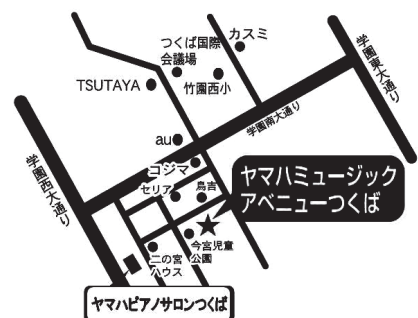 カスミ
つくば国際
会議場
TSUTAYA
竹園西小
学園東大通り
au
学園南大通り
学園西大通り
コジマ
セリア
鳥吉
ヤマハミュージック
アベニューつくば
今宮児童
公園
二の宮
ハウス
ヤマハピアノサロンつくば